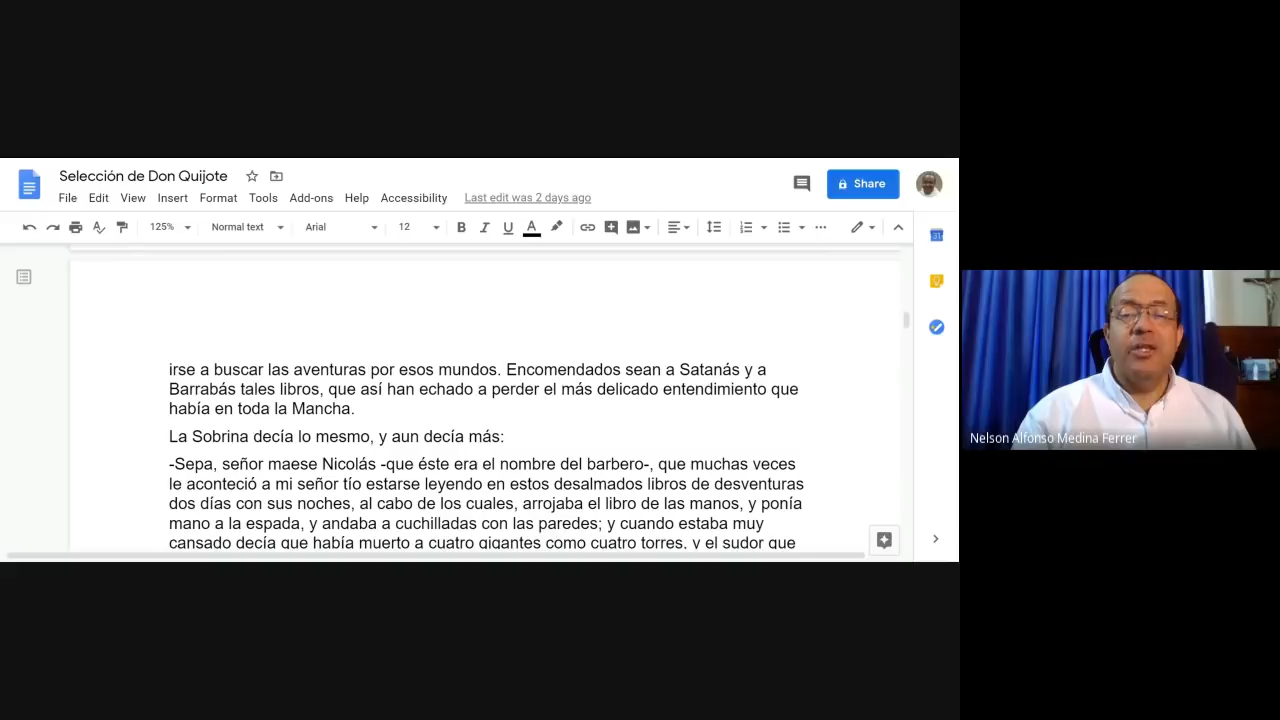 Selección de Don Quijote
File Edit View Insert Format Tools Add-ons Help Accessibility Last edit was 2 days ago
Share
125% Normal text Arial 12 B I U A
31
irse a buscar las aventuras por esos mundos. Encomendados sean a Satanás y a
Barrabás tales libros, que así han echado a perder el más delicado entendimiento que
había en toda la Mancha.
La Sobrina decía lo mesmo, y aun decía más:
-Sepa, señor maese Nicolás -que éste era el nombre del barbero-, que muchas veces
le aconteció a mi señor tío estarse leyendo en estos desalmados libros de desventuras
dos días con sus noches, al cabo de los cuales, arrojaba el libro de las manos, y ponía
mano a la espada, y andaba a cuchilladas con las paredes; y cuando estaba muy
cansado decía que había muerto a cuatro gigantes como cuatro torres, y el sudor que
Nelson Alfonso Medina Ferrer